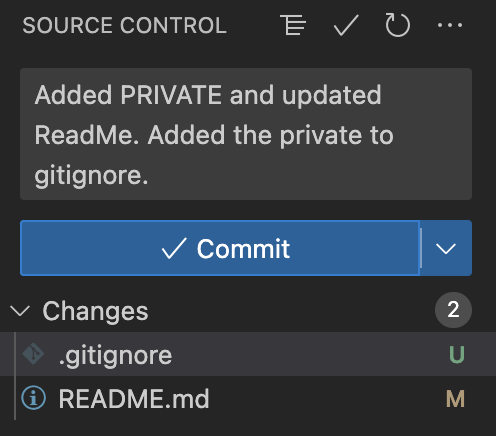 SOURCE CONTROL
Added PRIVATE and updated
ReadMe. Added the private to
gitignore.
Commit
Changes 2
.gitignore U
README.md M